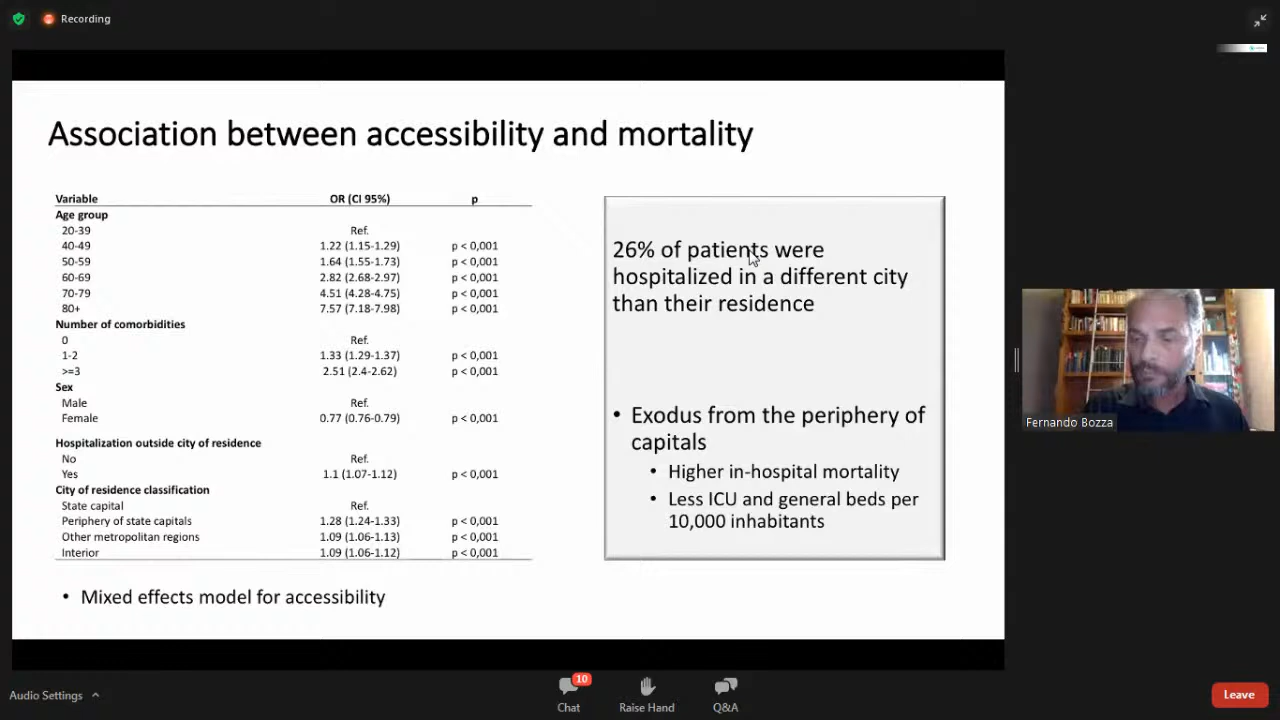 Recording
Association between accessibility and mortality
Variable OR (CI 95%) p
Age group
20-39 Ref.
40-49 1.22 (1.15-1.29) p < 0,001
50-59 1.64 (1.55-1.73) p < 0,001
60-69 2.82 (2.68-2.97) p < 0,001
70-79 4.51 (4.28-4.75) p < 0,001
80+ 7.57 (7.18-7.98) p < 0,001
Number of comorbidities
0 Ref.
1-2 1.33 (1.29-1.37) p < 0,001
>=3 2.51 (2.4-2.62) p < 0,001
Sex
Male Ref.
Female 0.77 (0.76-0.79) p < 0,001
Hospitalization outside city of residence
No Ref.
Yes 1.1 (1.07-1.12) p < 0,001
City of residence classification
State capital Ref.
Periphery of state capitals 1.28 (1.24-1.33) p < 0,001
Other metropolitan regions 1.09 (1.06-1.13) p < 0,001
Interior 1.09 (1.06-1.12) p < 0,001
• Mixed effects model for accessibility
26% of patients were
hospitalized in a different city
than their residence
• Exodus from the periphery of
capitals
• Higher in-hospital mortality
• Less ICU and general beds per
10,000 inhabitants
Fernando Bozza
Audio Settings
10
Chat
Raise Hand
Q&A
Leave